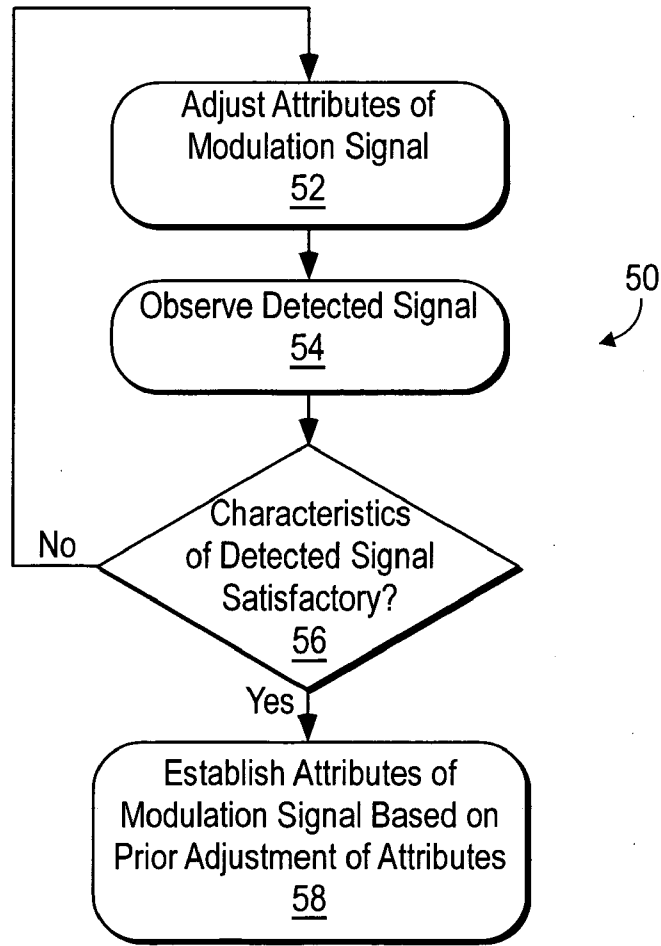 Adjust Attributes of
Modulation Signal
52
Observe Detected Signal
54
50
Characteristics
of Detected Signal
Satisfactory?
56
No
Yes
Establish Attributes of
Modulation Signal Based on
Prior Adjustment of Attributes
58